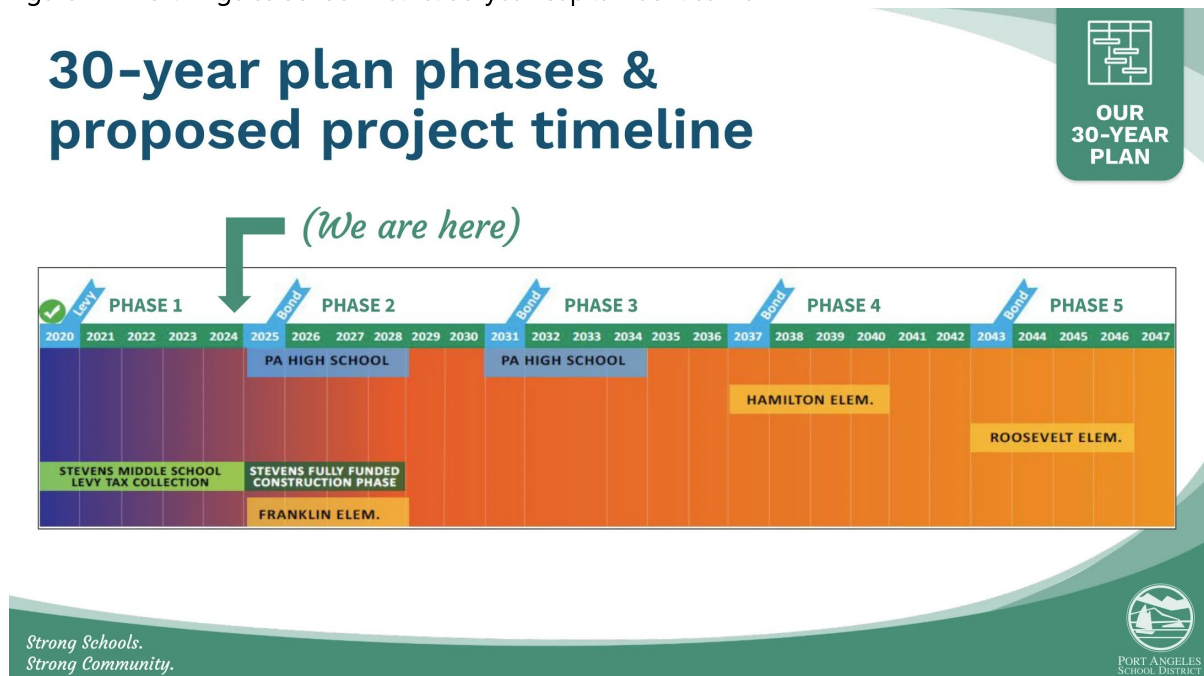 30-year plan phases &
proposed project timeline
OUR
30-YEAR
PLAN
(We are here)
Levy
PHASE 1
Bond
PHASE 2
Bond
PHASE 3
Bond
PHASE 4
Bond
PHASE 5
2020 2021 2022 2023 2024 2025 2026 2027 2028 2029 2030 2031 2032 2033 2034 2035 2036 2037 2038 2039 2040 2041 2042 2043 2044 2045 2046 2047
PA HIGH SCHOOL
PA HIGH SCHOOL
HAMILTON ELEM.
ROOSEVELT ELEM.
STEVENS MIDDLE SCHOOL
LEVY TAX COLLECTION
STEVENS FULLY FUNDED
CONSTRUCTION PHASE
FRANKLIN ELEM.
Strong Schools.
Strong Community.
PORT ANGELES
SCHOOL DISTRICT